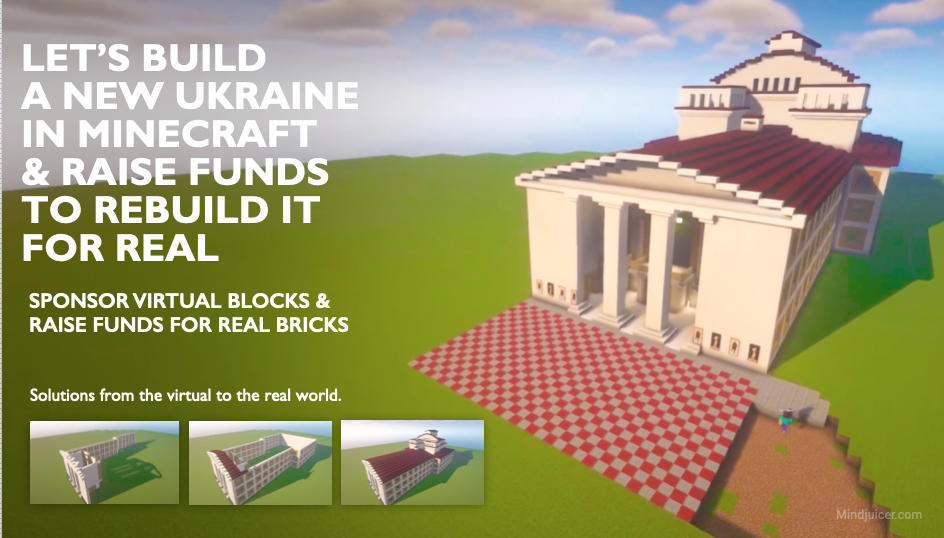 LET'S BUILD
A NEW UKRAINE
IN MINECRAFT
& RAISE FUNDS
TO REBUILD IT
FOR REAL
SPONSOR VIRTUAL BLOCKS &
RAISE FUNDS FOR REAL BRICKS
Solutions from the virtual to the real world.
Mindjuicer.com